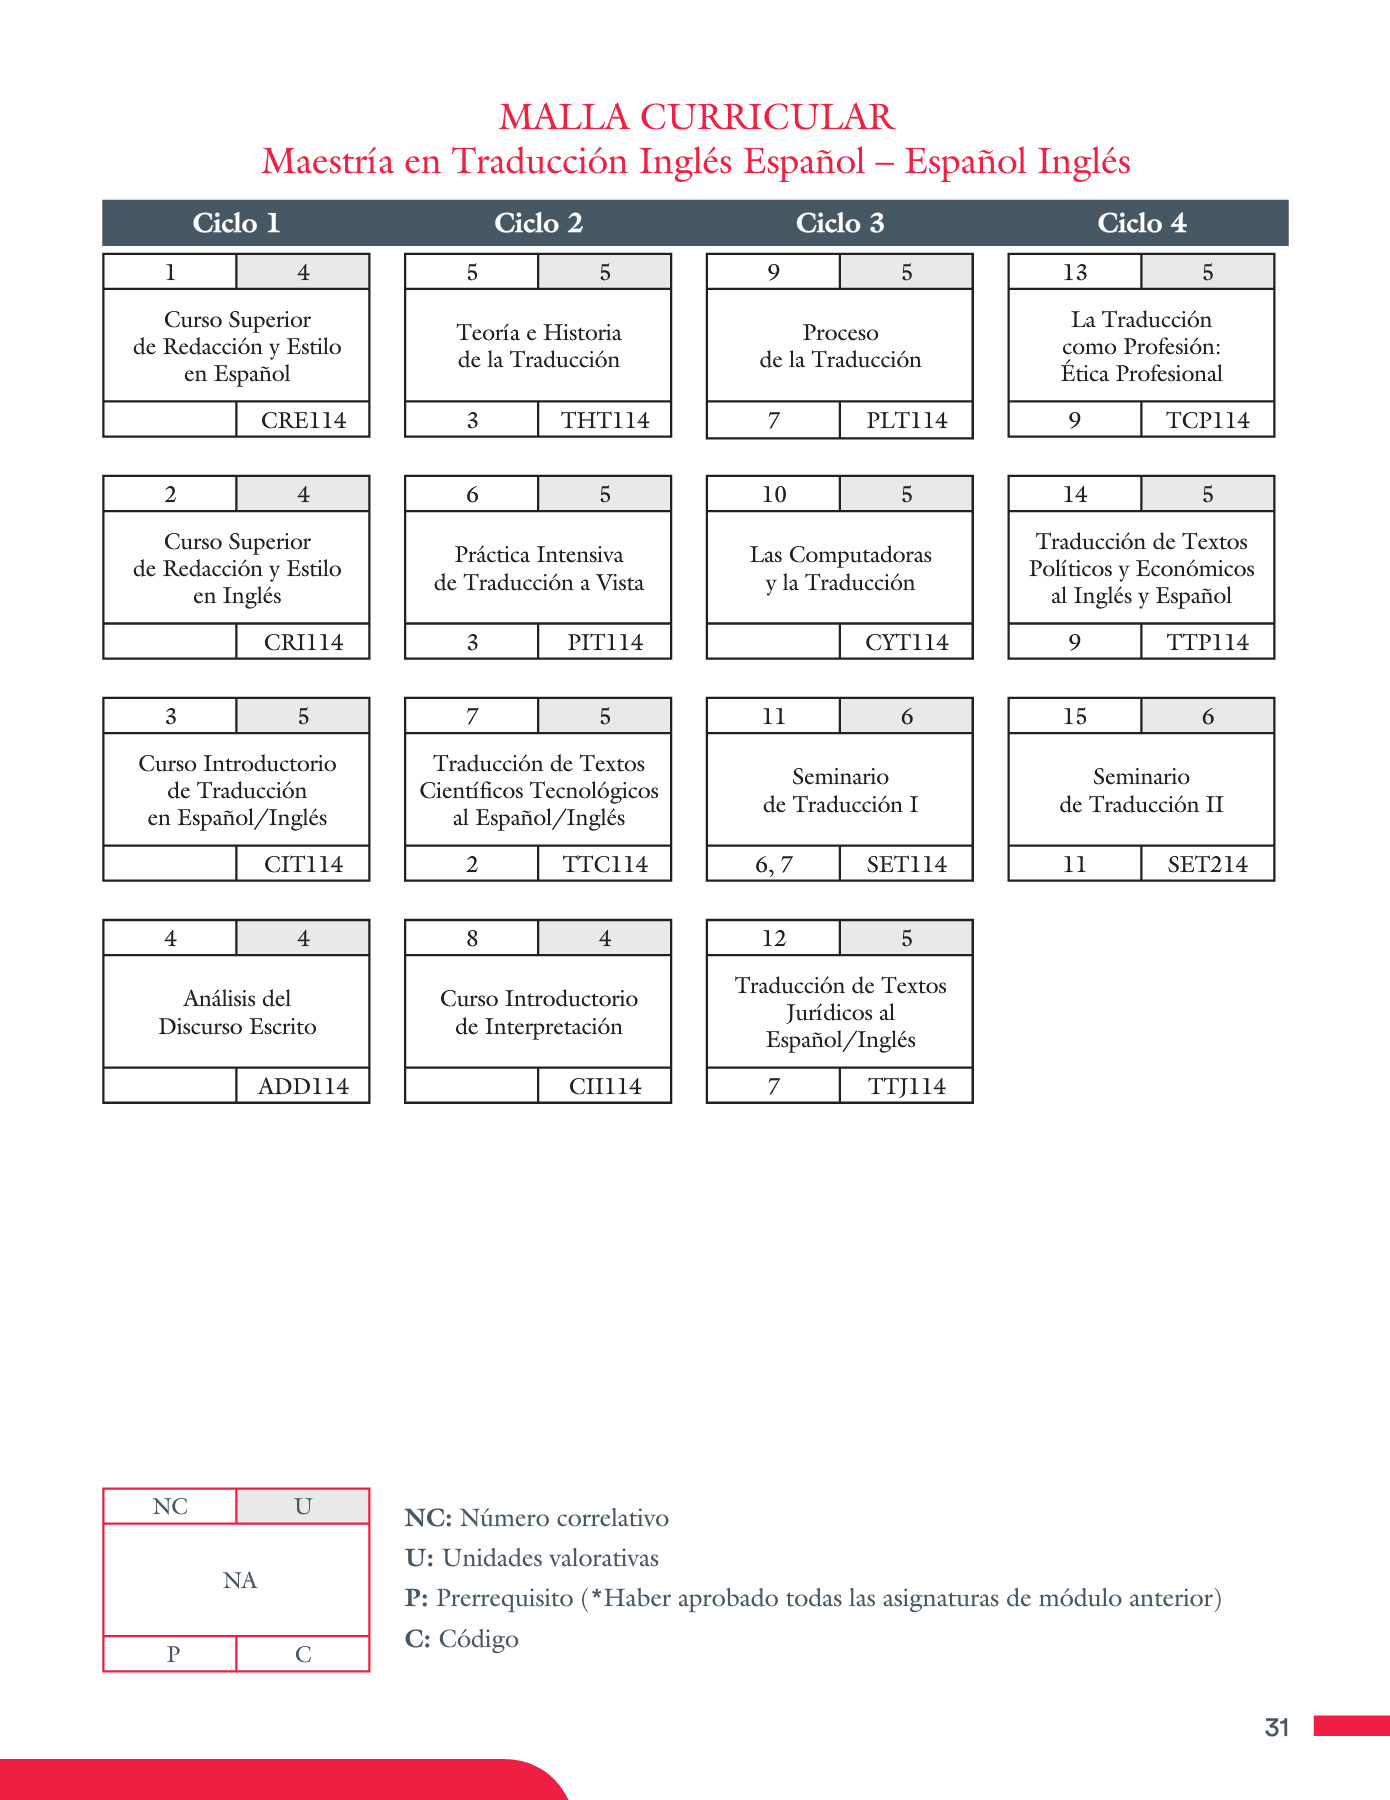 MALLA CURRICULAR
Maestría en Traducción Inglés Español – Español Inglés
Ciclo 1
Ciclo 2
Ciclo 3
Ciclo 4
1 4
Curso Superior
de Redacción y Estilo
en Español
CRE114
5 5
Teoría e Historia
de la Traducción
3 THT114
9 5
Proceso
de la Traducción
7 PLT114
13 5
La Traducción
como Profesión:
Ética Profesional
9 TCP114
2 4
Curso Superior
de Redacción y Estilo
en Inglés
CRI114
6 5
Práctica Intensiva
de Traducción a Vista
3 PIT114
10 5
Las Computadoras
y la Traducción
CYT114
14 5
Traducción de Textos
Políticos y Económicos
al Inglés y Español
9 TTP114
3 5
Curso Introductorio
de Traducción
en Español/Inglés
CIT114
7 5
Traducción de Textos
Científicos Tecnológicos
al Español/Inglés
2 TTC114
11 6
Seminario
de Traducción I
6, 7 SET114
15 6
Seminario
de Traducción II
11 SET214
4 4
Análisis del
Discurso Escrito
ADD114
8 4
Curso Introductorio
de Interpretación
CII114
12 5
Traducción de Textos
Jurídicos al
Español/Inglés
7 TTJ114
NC U
NA
P C
NC: Número correlativo
U: Unidades valorativas
P: Prerrequisito (*Haber aprobado todas las asignaturas de módulo anterior)
C: Código
31